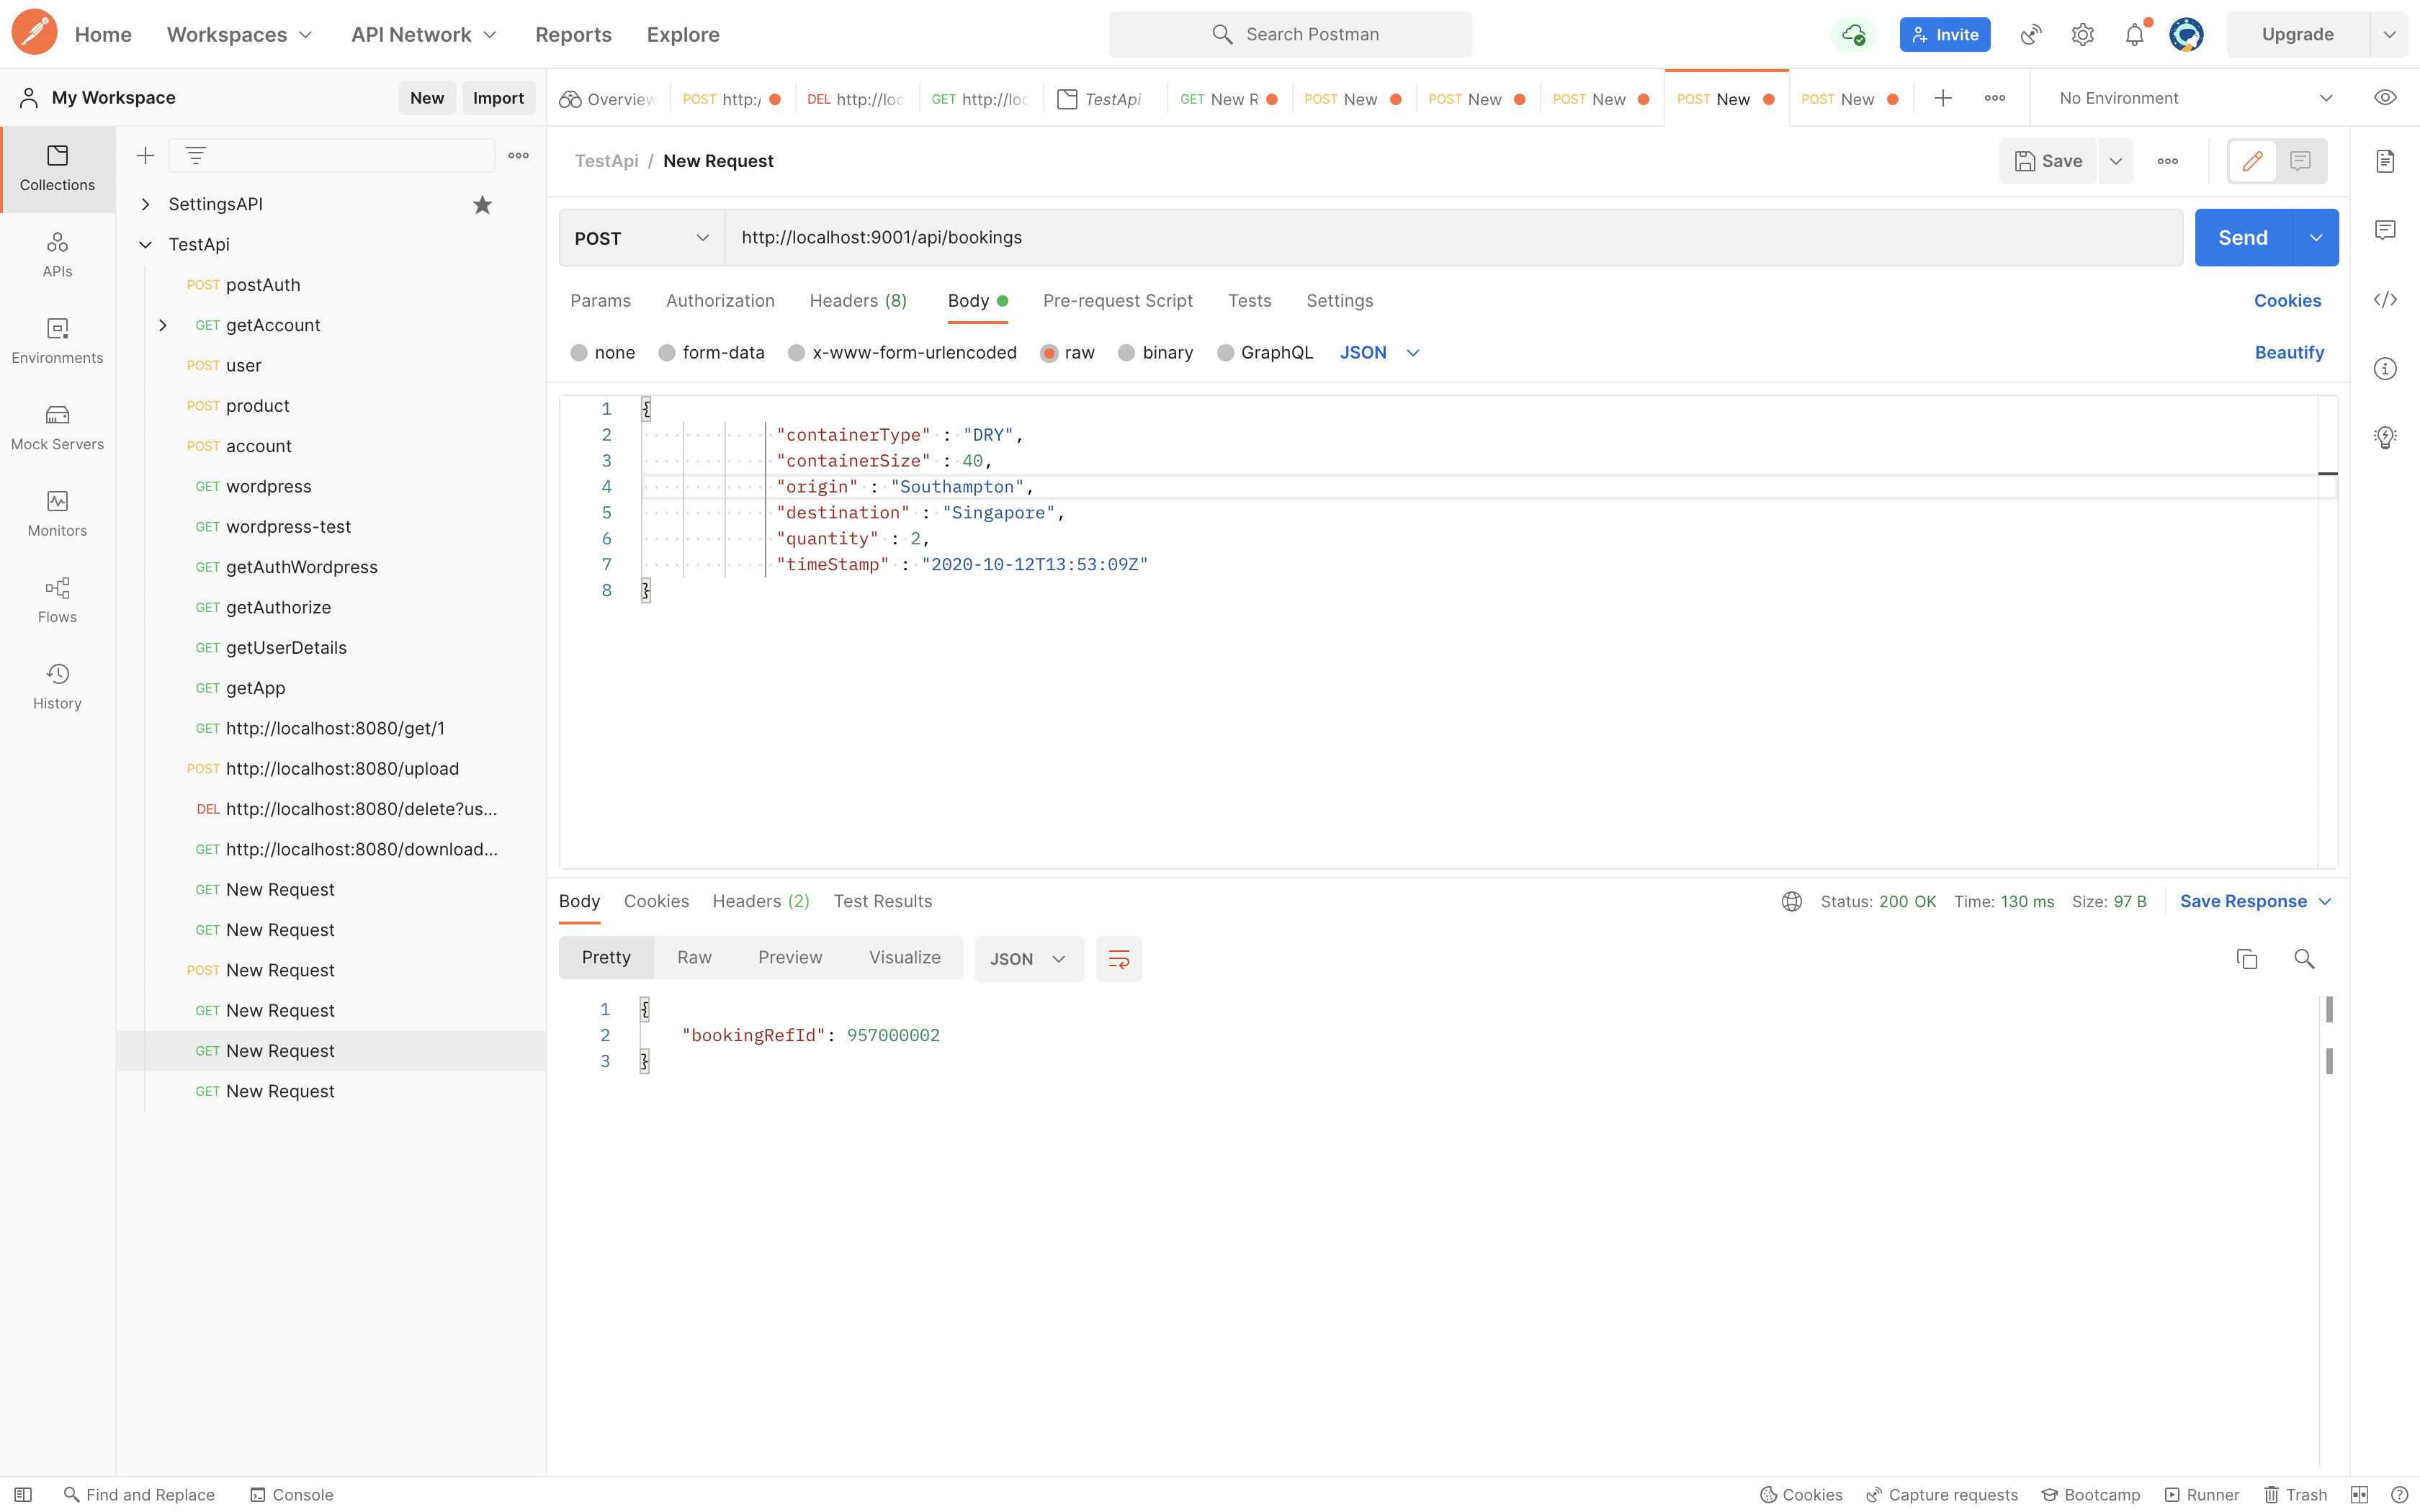 Home Workspaces API Network Reports Explore Search Postman Invite Upgrade
My Workspace New Import Overview POST http:/ DEL http://loc GET http://loc TestApi GET New R POST New POST New POST New POST New POST New No Environment
Collections
APIs
Environments
Mock Servers
Monitors
Flows
History
SettingsAPI
TestApi
POST postAuth
GET getAccount
POST user
POST product
POST account
GET wordpress
GET wordpress-test
GET getAuthWordpress
GET getAuthorize
GET getUserDetails
GET getApp
GET http://localhost:8080/get/1
POST http://localhost:8080/upload
DEL http://localhost:8080/delete?us...
GET http://localhost:8080/download...
GET New Request
GET New Request
POST New Request
GET New Request
GET New Request
GET New Request
TestApi / New Request Save
POST http://localhost:9001/api/bookings Send
Params Authorization Headers (8) Body Pre-request Script Tests Settings Cookies
none form-data x-www-form-urlencoded raw binary GraphQL JSON Beautify
1 {
2 "containerType" : "DRY",
3 "containerSize" : 40,
4 "origin" : "Southampton",
5 "destination" : "Singapore",
6 "quantity" : 2,
7 "timeStamp" : "2020-10-12T13:53:09Z"
8 }
Body Cookies Headers (2) Test Results Status: 200 OK Time: 130 ms Size: 97 B Save Response
Pretty Raw Preview Visualize JSON
1 {
2 "bookingRefId": 957000002
3 }
Find and Replace Console Cookies Capture requests Bootcamp Runner Trash